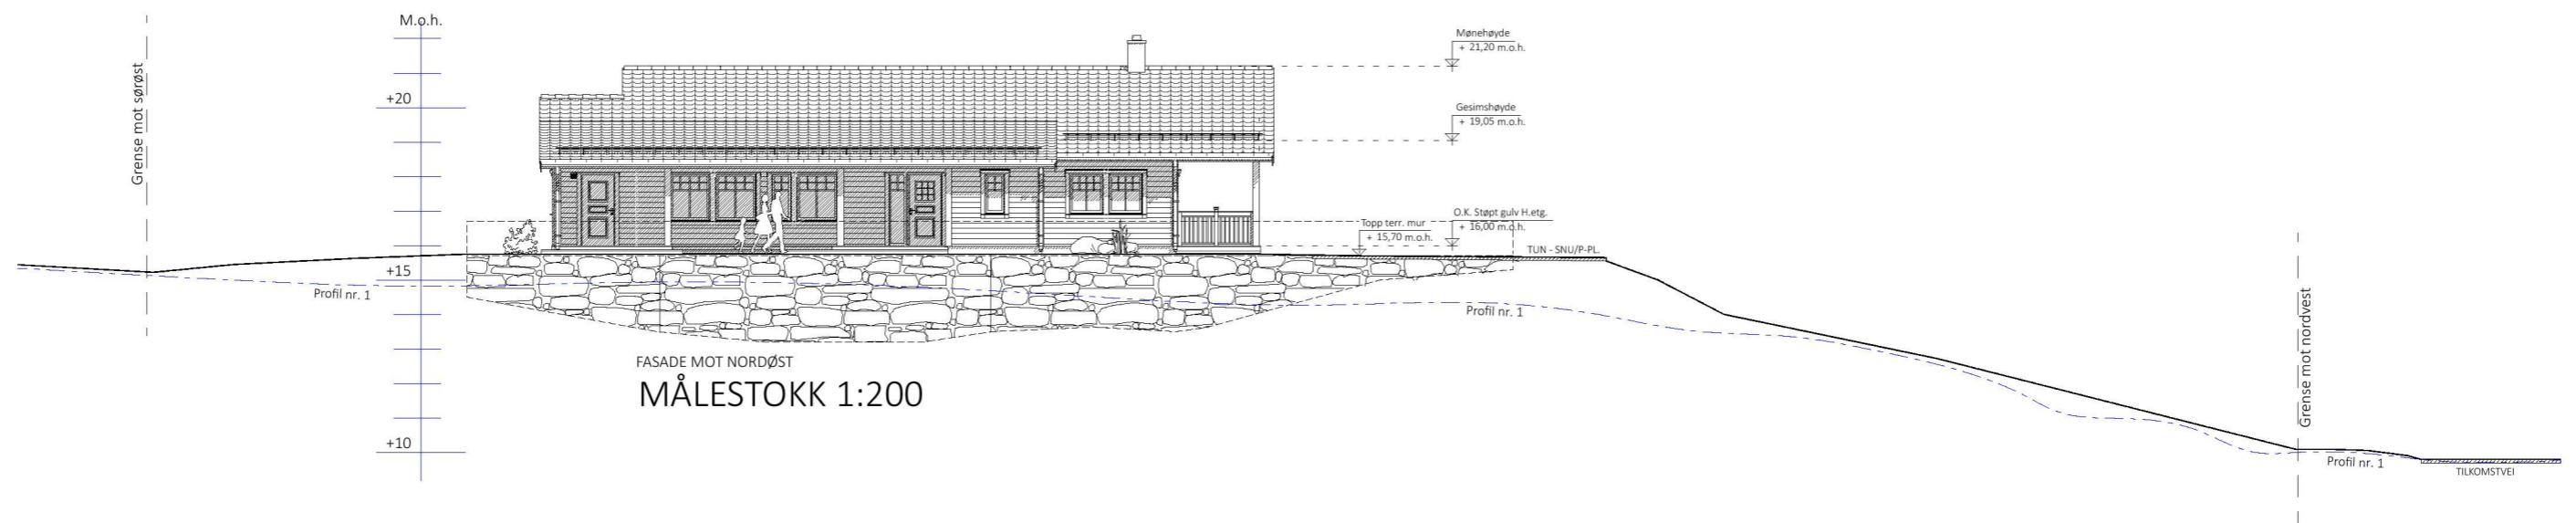 M.o.h.
Grense mot sørøst
+20
+15
+10
Mønehøyde
+ 21,20 m.o.h.
Gesimshøyde
+ 19,05 m.o.h.
O.K. Støpt gulv H.etg.
+ 16,00 m.o.h.
Topp terr. mur
+ 15,70 m.o.h.
TUN - SNU/P-PL.
Profil nr. 1
Profil nr. 1
Grense mot nordvest
FASADE MOT NORDØST
MÅLESTOKK 1:200
Profil nr. 1
TILKOMSTVEI